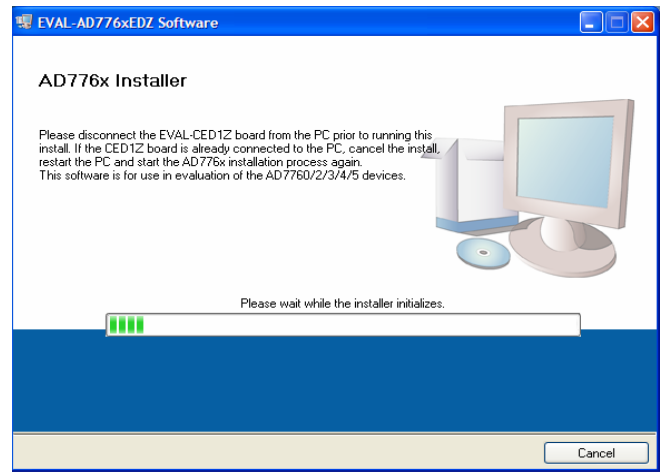 EVAL-AD776xEDZ Software
AD776x Installer
Please disconnect the EVAL-CED1Z board from the PC prior to running this
install. If the CED1Z board is already connected to the PC, cancel the install,
restart the PC and start the AD776x installation process again.
This software is for use in evaluation of the AD7760/2/3/4/5 devices.
Please wait while the installer initializes.
Cancel